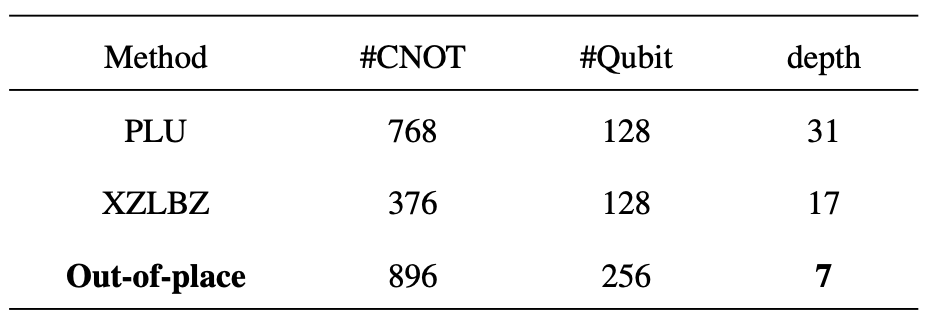 Method #CNOT #Qubit depth
PLU 768 128 31
XZLBZ 376 128 17
Out-of-place 896 256 7